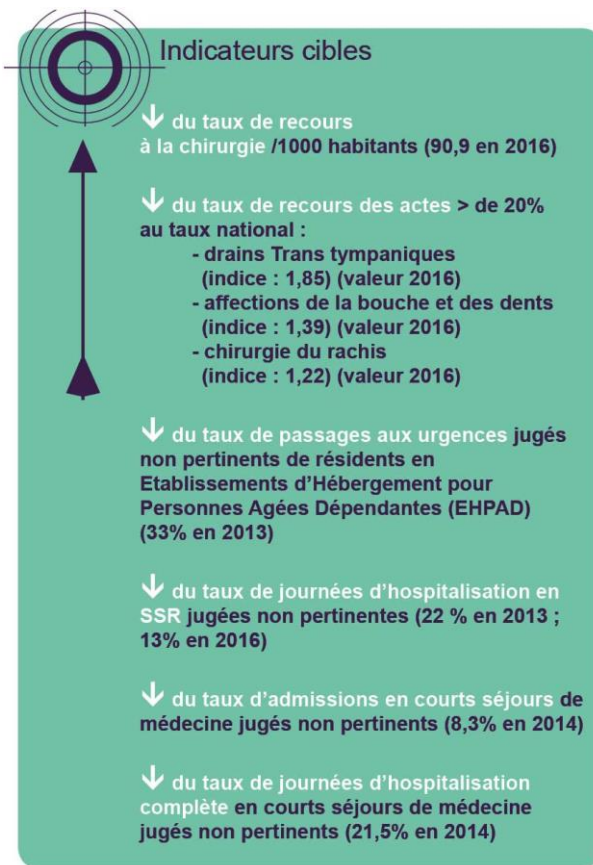 Indicateurs cibles
↓ du taux de recours
à la chirurgie /1000 habitants (90,9 en 2016)
↓ du taux de recours des actes > de 20%
au taux national :
- drains Trans tympaniques
(indice : 1,85) (valeur 2016)
- affections de la bouche et des dents
(indice : 1,39) (valeur 2016)
- chirurgie du rachis
(indice : 1,22) (valeur 2016)
↓ du taux de passages aux urgences jugés
non pertinents de résidents en
Etablissements d'Hébergement pour
Personnes Agées Dépendantes (EHPAD)
(33% en 2013)
↓ du taux de journées d'hospitalisation en
SSR jugées non pertinentes (22 % en 2013 ;
13% en 2016)
↓ du taux d'admissions en courts séjours de
médecine jugés non pertinents (8,3% en 2014)
↓ du taux de journées d'hospitalisation
complète en courts séjours de médecine
jugés non pertinents (21,5% en 2014)